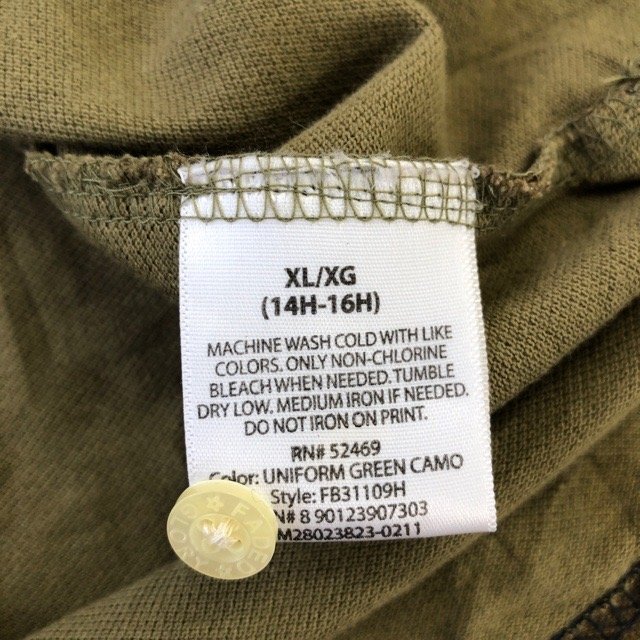 XL/XG
(14H-16H)
MACHINE WASH COLD WITH LIKE
COLORS. ONLY NON-CHLORINE
BLEACH WHEN NEEDED. TUMBLE
DRY LOW. MEDIUM IRON IF NEEDED.
DO NOT IRON ON PRINT.
RN# 52469
Color: UNIFORM GREEN CAMO
Style: FB31109H
N# 8 90123907303
M28023823-0211